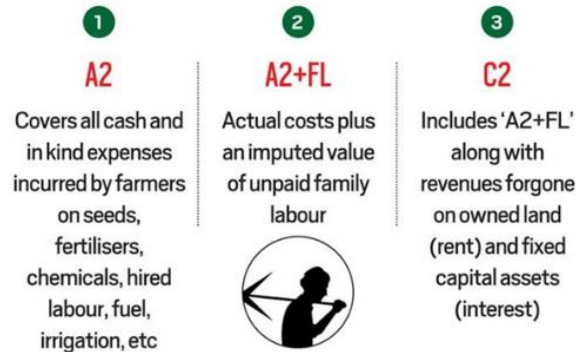 1
A2
Covers all cash and
in kind expenses
incurred by farmers
on seeds,
fertilisers,
chemicals, hired
labour, fuel,
irrigation, etc
2
A2+FL
Actual costs plus
an imputed value
of unpaid family
labour
3
C2
Includes ‘A2+FL’
along with
revenues forgone
on owned land
(rent) and fixed
capital assets
(interest)